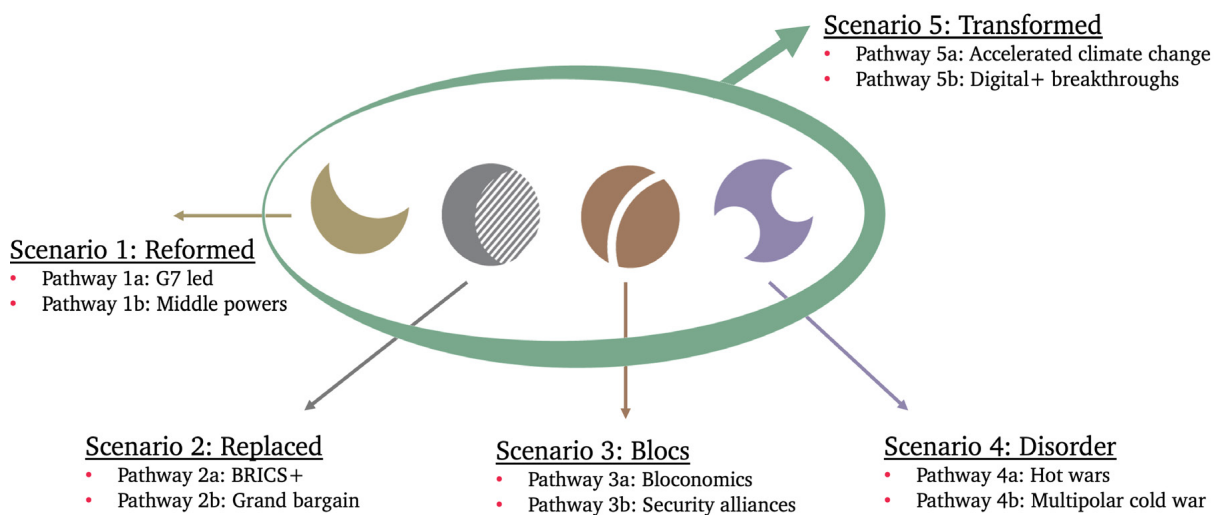 Scenario 5: Transformed
• Pathway 5a: Accelerated climate change
• Pathway 5b: Digital+ breakthroughs
Scenario 1: Reformed
• Pathway 1a: G7 led
• Pathway 1b: Middle powers
Scenario 2: Replaced
• Pathway 2a: BRICS+
• Pathway 2b: Grand bargain
Scenario 3: Blocs
• Pathway 3a: Bloconomics
• Pathway 3b: Security alliances
Scenario 4: Disorder
• Pathway 4a: Hot wars
• Pathway 4b: Multipolar cold war